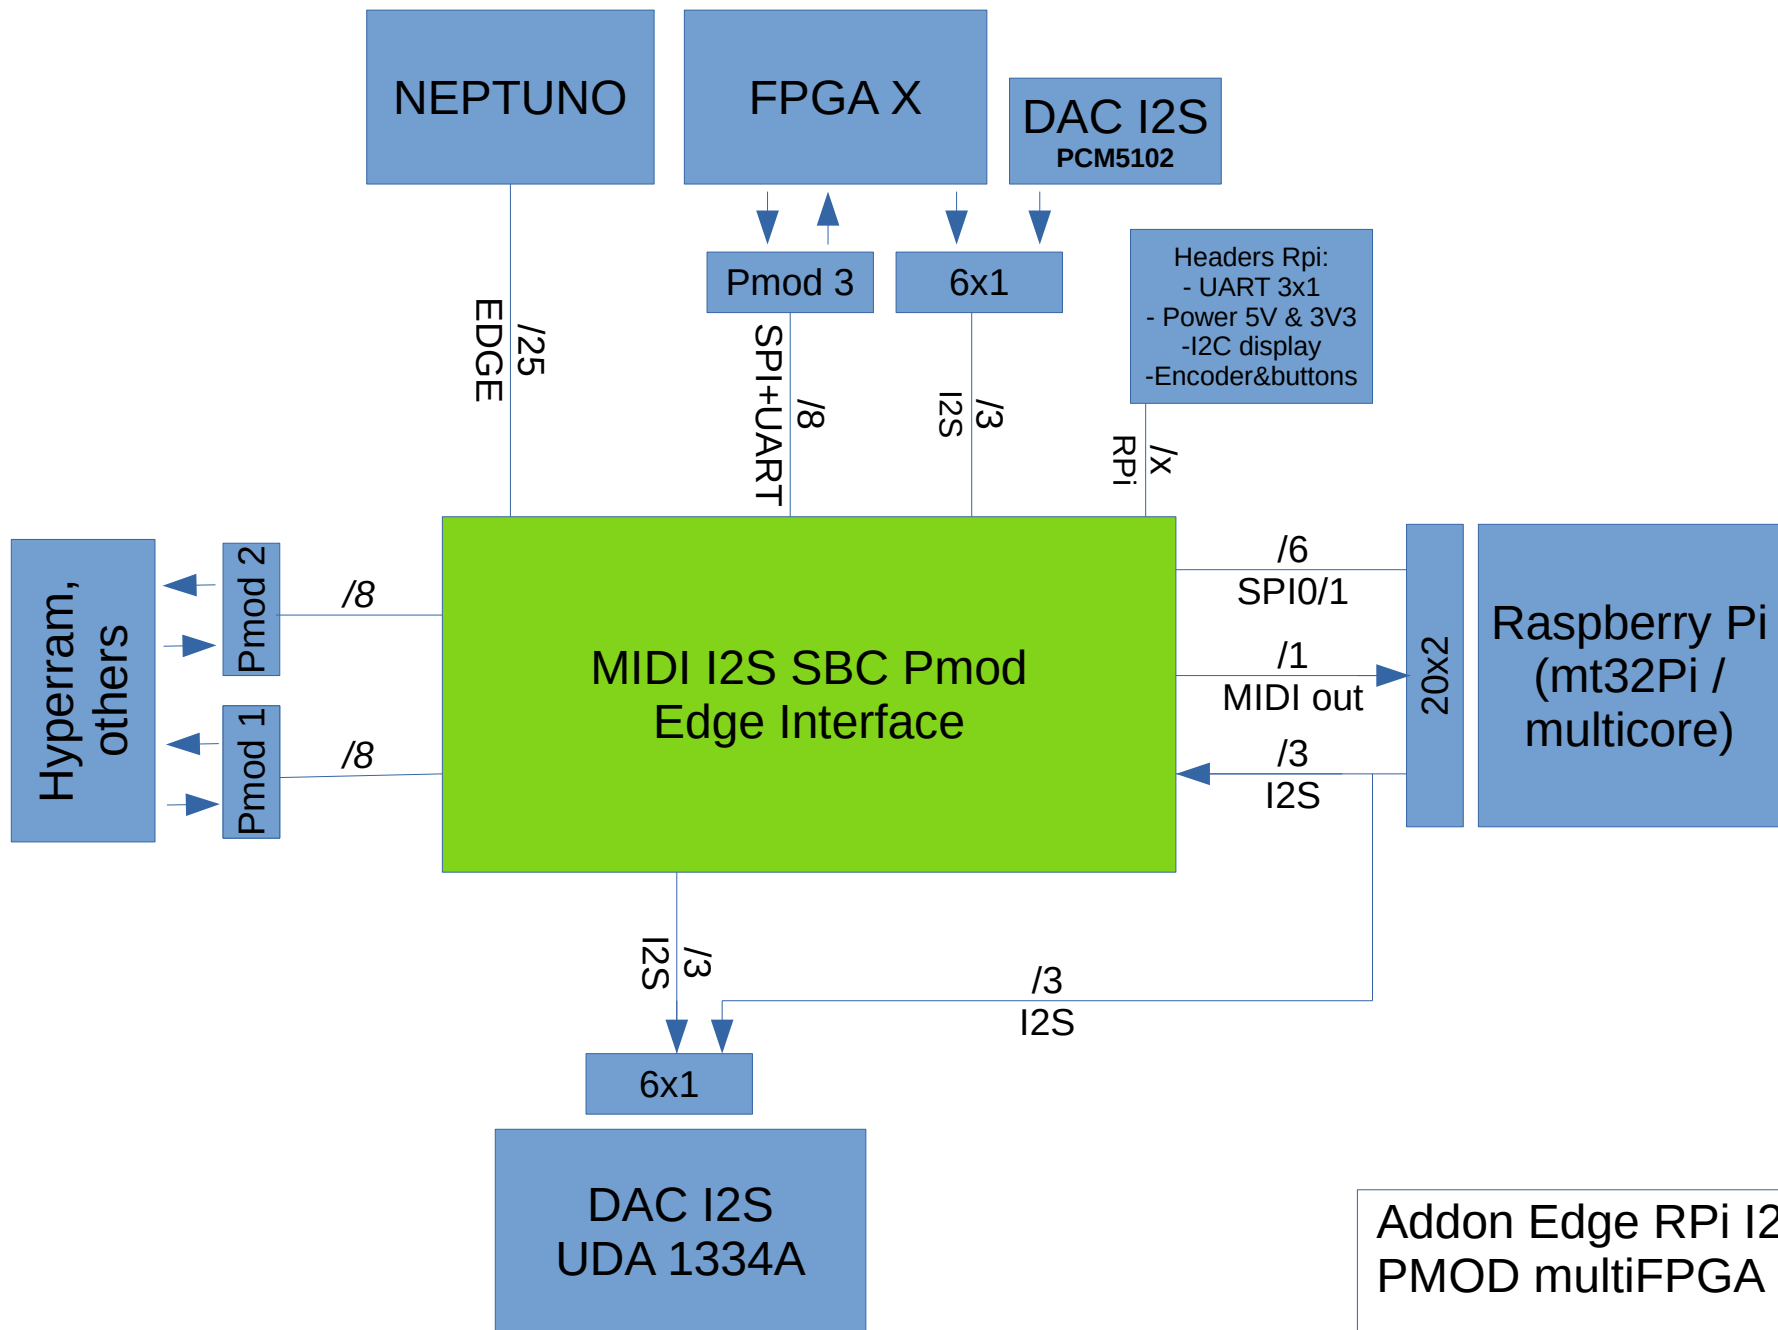 NEPTUNO
FPGA X
DAC I2S
PCM5102
Pmod 3
6x1
Headers Rpi:
- UART 3x1
- Power 5V & 3V3
-I2C display
-Encoder&buttons
/25
EDGE
/8
SPI+UART
/3
I2S
/x
RPi
Hyperram,
others
Pmod 2
/8
Pmod 1
/8
MIDI I2S SBC Pmod
Edge Interface
/6
SPI0/1
/1
MIDI out
/3
I2S
20x2
Raspberry Pi
(mt32Pi /
multicore)
/3
I2S
/3
I2S
6x1
DAC I2S
UDA 1334A
Addon Edge RPi I2
PMOD multiFPGA